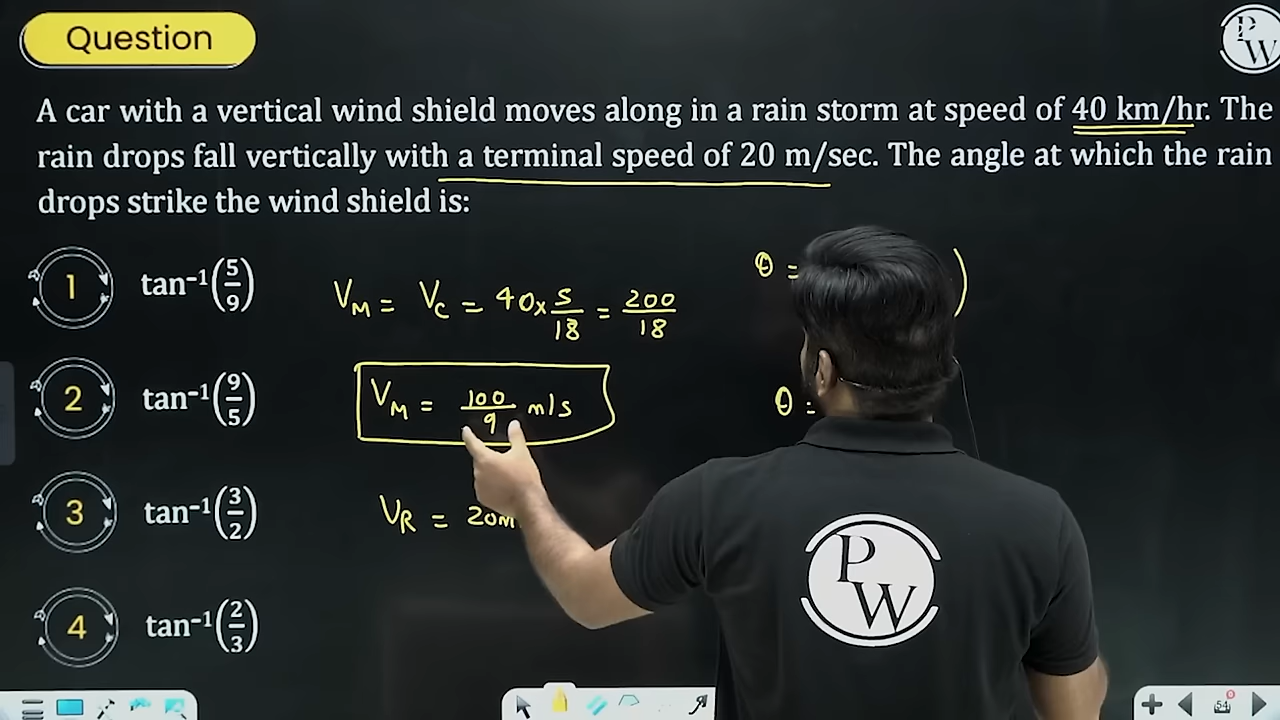 Question
PW
A car with a vertical wind shield moves along in a rain storm at speed of 40 km/hr. The
rain drops fall vertically with a terminal speed of 20 m/sec. The angle at which the rain
drops strike the wind shield is:
1 tan⁻¹(5/9)
2 tan⁻¹(9/5)
3 tan⁻¹(3/2)
4 tan⁻¹(2/3)
V_M = V_C = 40 x 5/18 = 200/18
V_M = 100/9 m/s
V_R = 20m
θ = )
θ =
PW
54